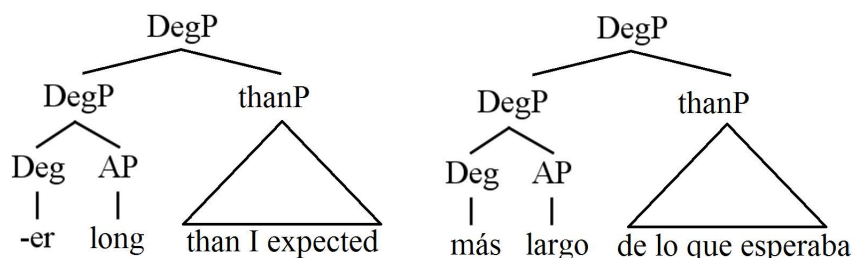 DegP DegP
DegP thanP DegP thanP
Deg AP Deg AP
-er long than I expected más largo de lo que esperaba